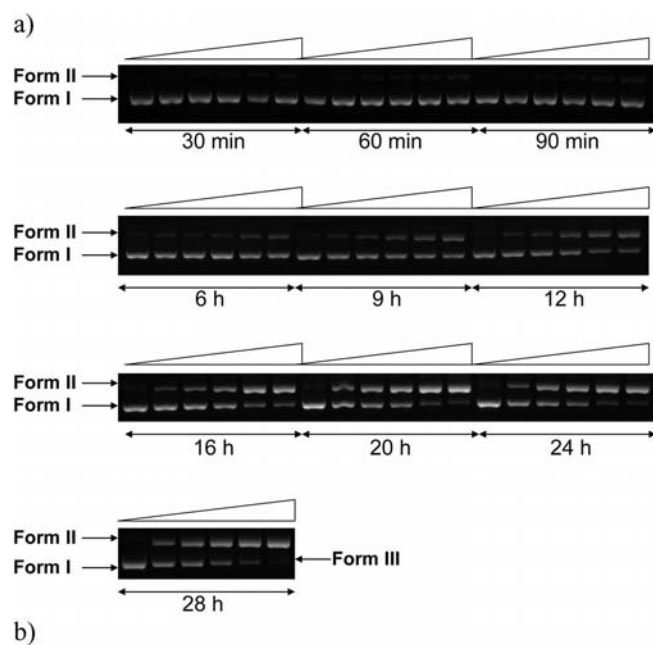 a)
Form II
Form I
30 min 60 min 90 min
Form II
Form I
6 h 9 h 12 h
Form II
Form I
16 h 20 h 24 h
Form II
Form I
Form III
28 h
b)